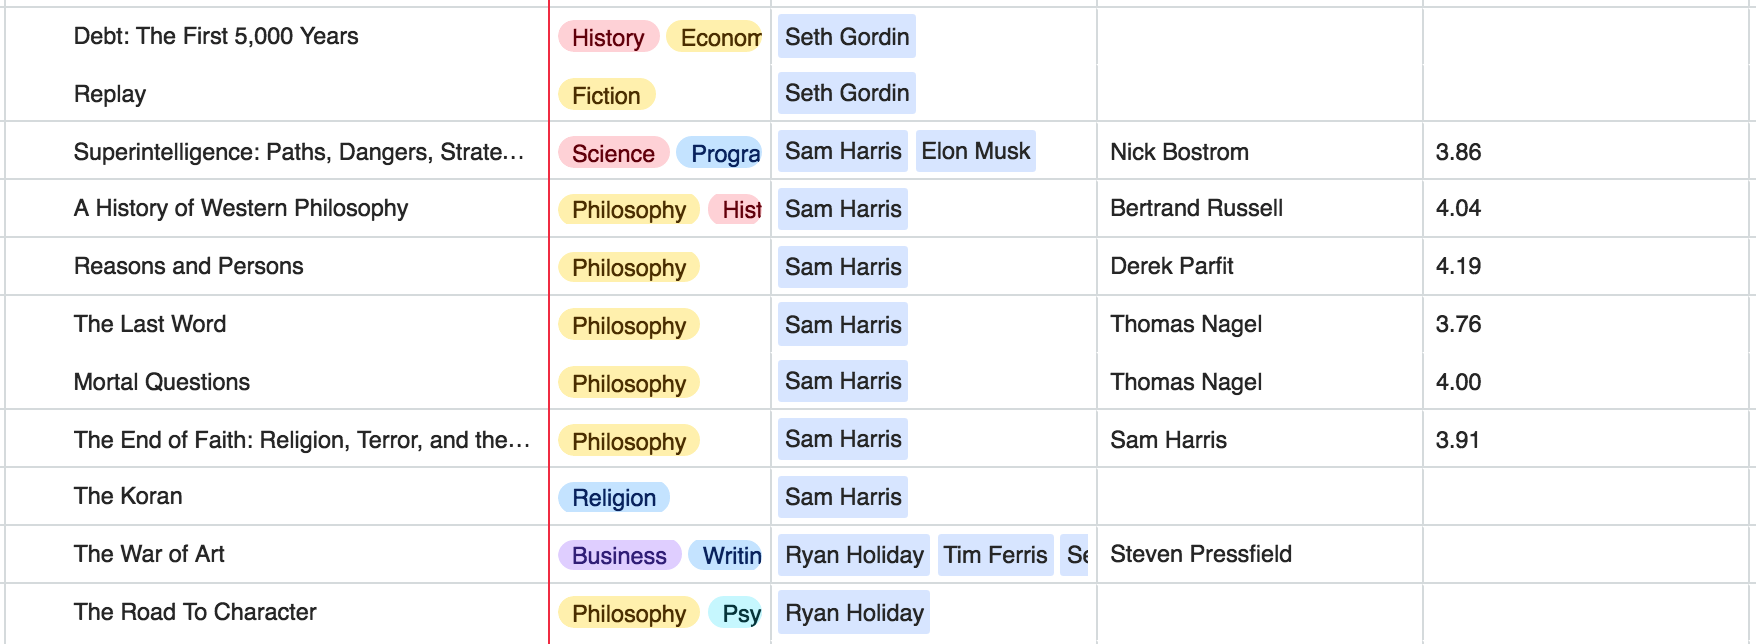 Debt: The First 5,000 Years History Econom Seth Gordin
Replay Fiction Seth Gordin
Superintelligence: Paths, Dangers, Strate... Science Progra Sam Harris Elon Musk Nick Bostrom 3.86
A History of Western Philosophy Philosophy Hist Sam Harris Bertrand Russell 4.04
Reasons and Persons Philosophy Sam Harris Derek Parfit 4.19
The Last Word Philosophy Sam Harris Thomas Nagel 3.76
Mortal Questions Philosophy Sam Harris Thomas Nagel 4.00
The End of Faith: Religion, Terror, and the... Philosophy Sam Harris Sam Harris 3.91
The Koran Religion Sam Harris
The War of Art Business Writin Ryan Holiday Tim Ferris Se Steven Pressfield
The Road To Character Philosophy Psy Ryan Holiday